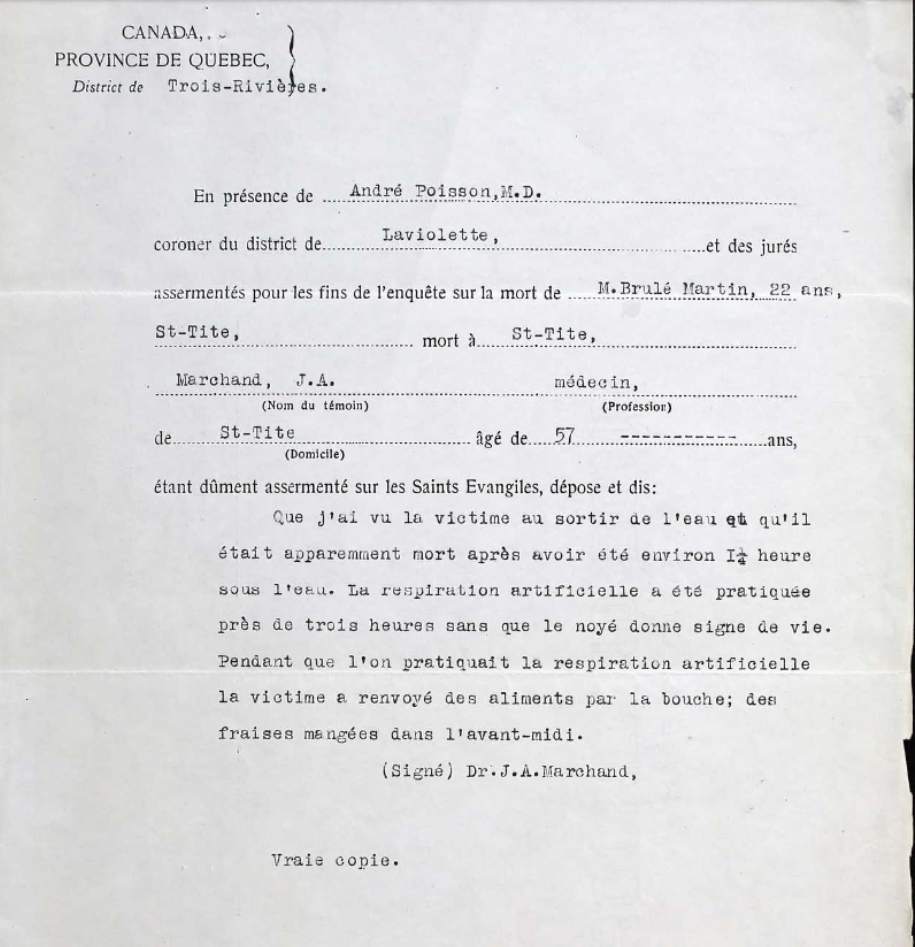 CANADA,
PROVINCE DE QUEBEC,
District de Trois-Rivières.
En présence de André Poisson,M.D.
coroner du district de Laviolette, et des jurés
assermentés pour les fins de l'enquête sur la mort de M.Brulé Martin, 22 ans,
St-Tite, mort à St-Tite,
Marchand, J.A. médecin,
(Nom du témoin) (Profession)
de St-Tite âgé de 57 ----------- ans,
(Domicile)
étant dûment assermenté sur les Saints Evangiles, dépose et dis:
Que j'ai vu la victime au sortir de l'eau et qu'il
était apparemment mort après avoir été environ I¼ heure
sous l'eau. La respiration artificielle a été pratiquée
près de trois heures sans que le noyé donne signe de vie.
Pendant que l'on pratiquait la respiration artificielle
la victime a renvoyé des aliments par la bouche; des
fraises mangées dans l'avant-midi.
(Signé) Dr.J.A.Marchand,
Vraie copie.